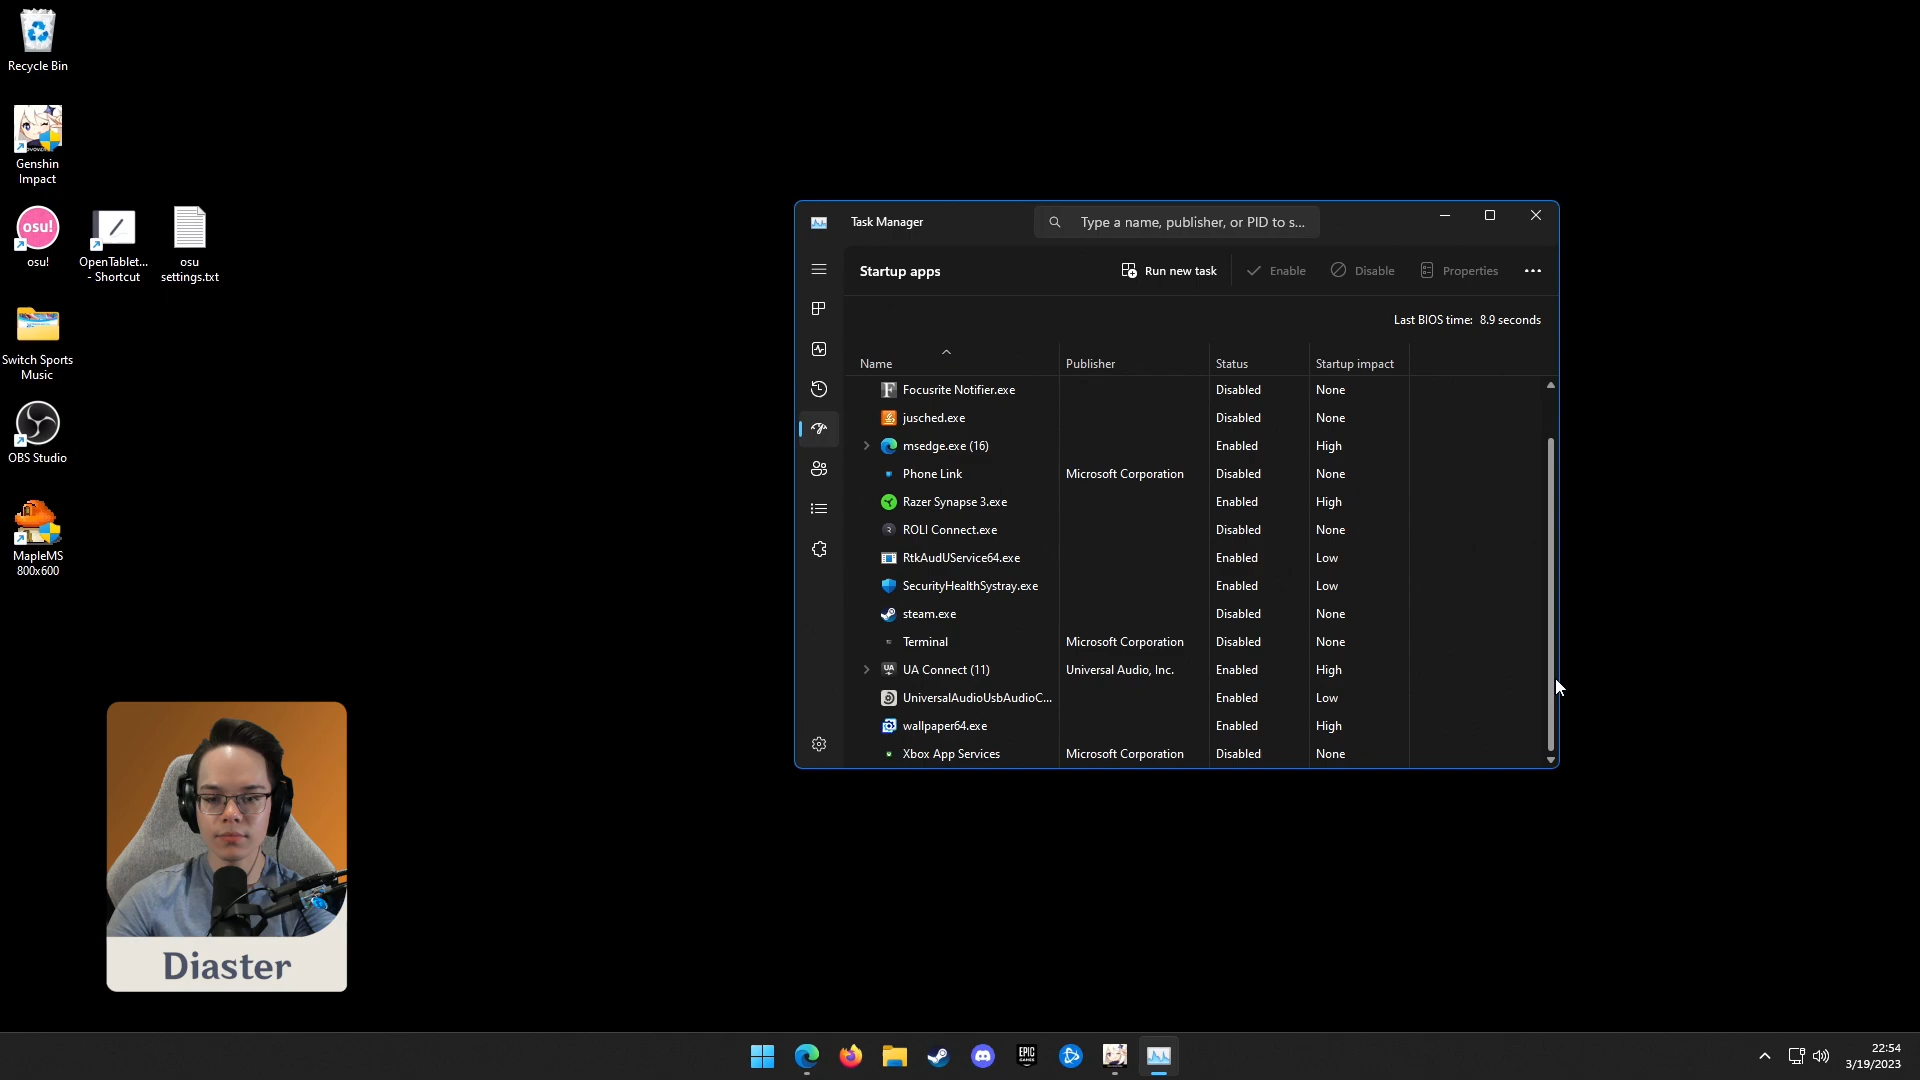 Recycle Bin
Genshin
Impact
osu!
osu!
OpenTablet...
- Shortcut
osu
settings.txt
Switch Sports
Music
OBS Studio
MapleMS
800x600
Task Manager
Type a name, publisher, or PID to s...
Startup apps
Run new task
Enable
Disable
Properties
Last BIOS time: 8.9 seconds
Name Publisher Status Startup impact
Focusrite Notifier.exe Disabled None
jusched.exe Disabled None
msedge.exe (16) Enabled High
Phone Link Microsoft Corporation Disabled None
Razer Synapse 3.exe Enabled High
ROLI Connect.exe Disabled None
RtkAudUService64.exe Enabled Low
SecurityHealthSystray.exe Enabled Low
steam.exe Disabled None
Terminal Microsoft Corporation Disabled None
UA UA Connect (11) Universal Audio, Inc. Enabled High
UniversalAudioUsbAudioC... Enabled Low
wallpaper64.exe Enabled High
Xbox App Services Microsoft Corporation Disabled None
Diaster
EPIC
GAMES
22:54
3/19/2023